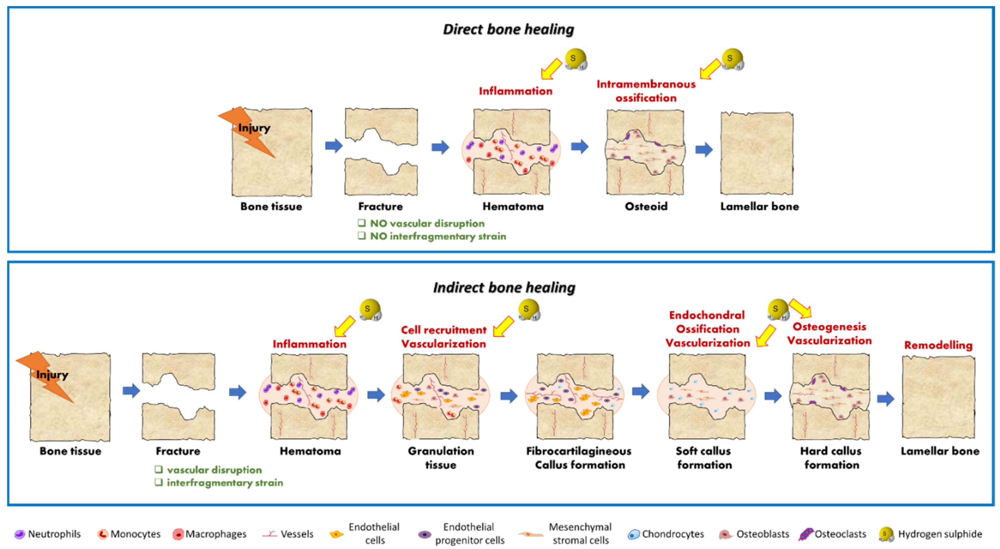 Direct bone healing
S
H H
S
H H
Inflammation
Intramembranous
ossification
Injury
Bone tissue
Fracture
Hematoma
Osteoid
Lamellar bone
❑ NO vascular disruption
❑ NO interfragmentary strain
Indirect bone healing
S
H H
S
H H
S
H H
Inflammation
Cell recruitment
Vascularization
Endochondral
Ossification
Vascularization
Osteogenesis
Vascularization
Remodelling
Injury
Bone tissue
Fracture
Hematoma
Granulation
tissue
Fibrocartilagineous
Callus formation
Soft callus
formation
Hard callus
formation
Lamellar bone
❑ vascular disruption
❑ interfragmentary strain
Neutrophils
Monocytes
Macrophages
Vessels
Endothelial
cells
Endothelial
progenitor cells
Mesenchymal
stromal cells
Chondrocytes
Osteoblasts
Osteoclasts
S
H H
Hydrogen sulphide